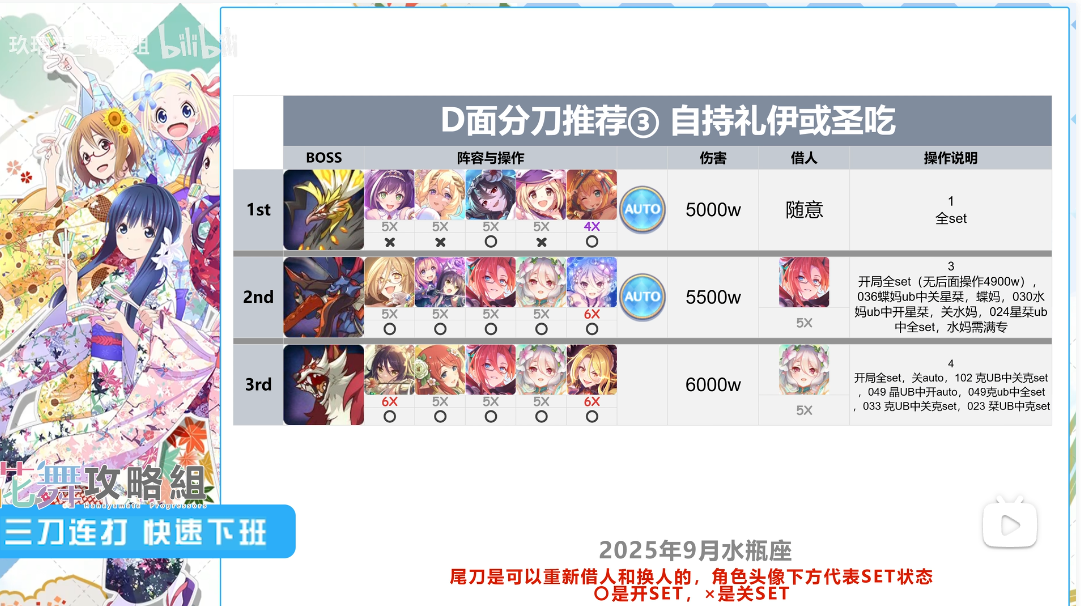 bilibili
D面分刀推荐③ 自持礼伊或圣吃
BOSS 阵容与操作 伤害 借人 操作说明
1st
5X 5X 5X 5X 4X
× × ○ × ○
AUTO
5000w
随意
1
全set
2nd
5X 5X 5X 5X 6X
○ ○ ○ ○ ○
AUTO
5500w
5X
3
开局全set（无后面操作4900w），
036蝶妈ub中关星栞，蝶妈，030水
妈ub中开星栞，关水妈，024星栞ub
中全set，水妈需满专
3rd
6X 5X 5X 5X 6X
○ ○ ○ ○ ○
6000w
5X
4
开局全set，关auto，102 克UB中关克set
，049 晶UB中开auto，049克ub中全set
，033 克UB中关克set，023 栞UB中克set
花舞攻略組
Handysamata Progressors
三刀连打 快速下班
2025年9月水瓶座
尾刀是可以重新借人和换人的，角色头像下方代表SET状态
○是开SET，×是关SET